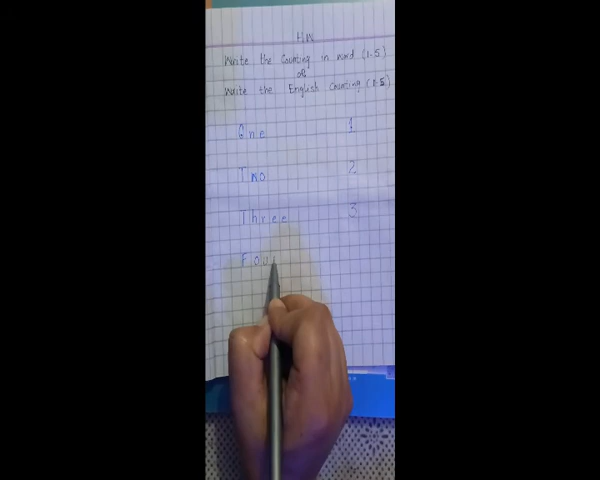 H.W
Write the Counting in word (1-5)
OR
Write the English Counting (1-5)
One 1
Two 2
Three 3
Fou